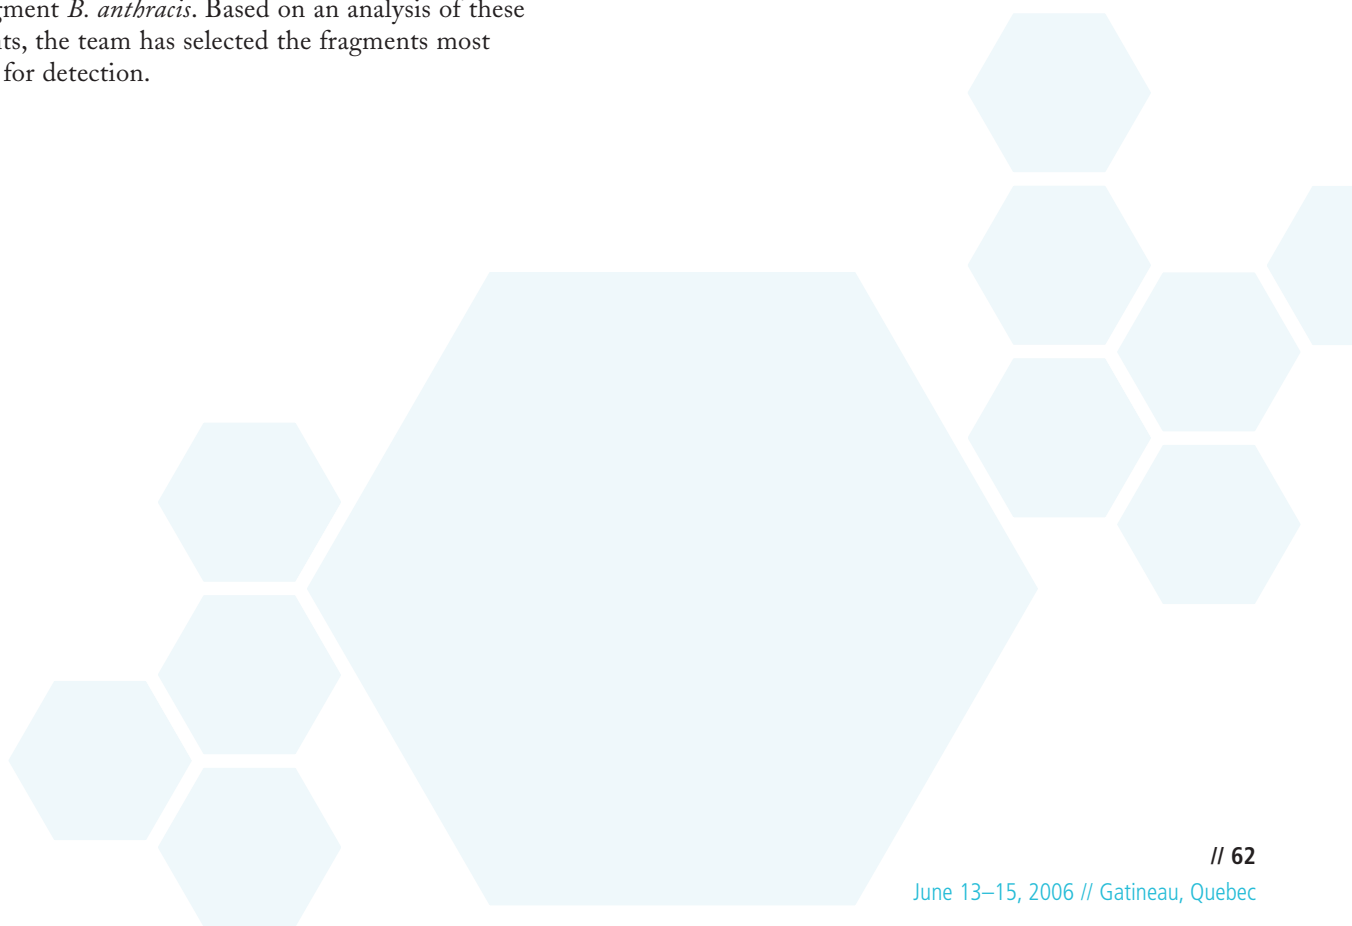 gment B. anthracis. Based on an analysis of these
ts, the team has selected the fragments most
for detection.
// 62
June 13–15, 2006 // Gatineau, Quebec